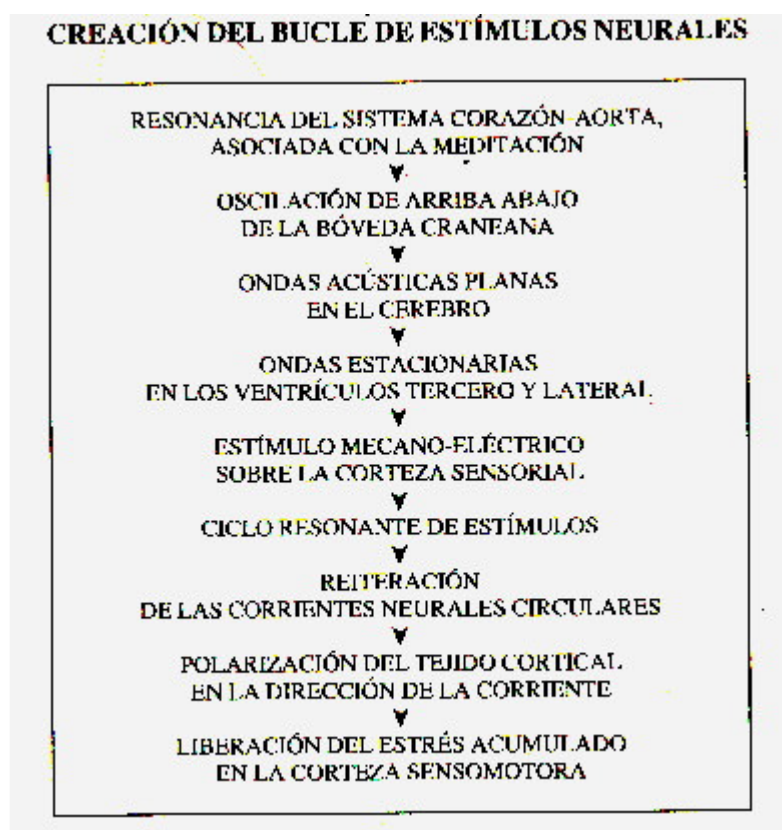 CREACIÓN DEL BUCLE DE ESTÍMULOS NEURALES
RESONANCIA DEL SISTEMA CORAZÓN-AORTA,
ASOCIADA CON LA MEDITACIÓN
OSCILACIÓN DE ARRIBA ABAJO
DE LA BÓVEDA CRANEANA
ONDAS ACÚSTICAS PLANAS
EN EL CEREBRO
ONDAS ESTACIONARIAS
EN LOS VENTRÍCULOS TERCERO Y LATERAL
ESTÍMULO MECANO-ELÉCTRICO
SOBRE LA CORTEZA SENSORIAL
CICLO RESONANTE DE ESTÍMULOS
REITERACIÓN
DE LAS CORRIENTES NEURALES CIRCULARES
POLARIZACIÓN DEL TEJIDO CORTICAL
EN LA DIRECCIÓN DE LA CORRIENTE
LIBERACIÓN DEL ESTRÉS ACUMULADO
EN LA CORTEZA SENSOMOTORA